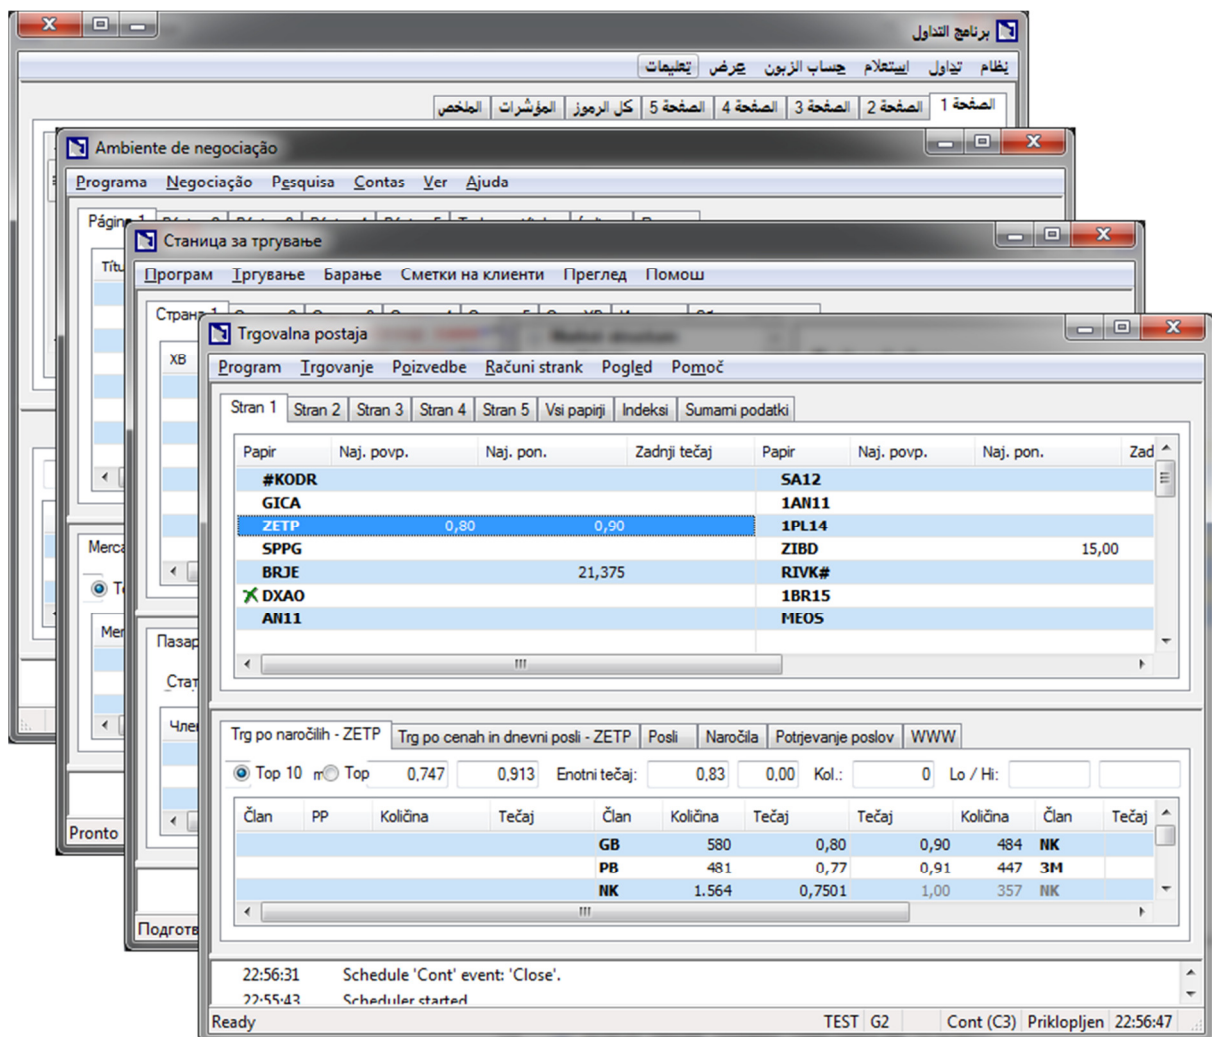 برنامج التداول
نظام تداول إستعلام حساب الزبون عرض تعليمات
الصفحة 1 الصفحة 2 الصفحة 3 الصفحة 4 الصفحة 5 كل الرموز المؤشرات الملخص
Ambiente de negociação
Programa Negociação Pesquisa Contas Ver Ajuda
Станица за тргување
Програм Тргување Барање Сметки на клиенти Преглед Помош
ХВ
Trgovalna postaja
Program Trgovanje Poizvedbe Računi strank Pogled Pomoč
Stran 1 Stran 2 Stran 3 Stran 4 Stran 5 Vsi papirji Indeksi Sumarni podatki
Papir Naj. povp. Naj. pon. Zadnji tečaj Papir Naj. povp. Naj. pon. Zad
#KODR SA12
GICA 1AN11
ZETP 0,80 0,90 1PL14
SPPG ZIBD 15,00
BRJE 21,375 RIVK#
DXAO 1BR15
AN11 MEOS
Trg po naročilih - ZETP Trg po cenah in dnevni posli - ZETP Posli Naročila Potrjevanje poslov WWW
Top 10 Top 0,747 0,913 Enotni tečaj: 0,83 0,00 Kol.: 0 Lo / Hi:
Član PP Količina Tečaj Član Količina Tečaj Tečaj Količina Član Tečaj
GB 580 0,80 0,90 484 NK
PB 481 0,77 0,91 447 3M
NK 1.564 0,7501 1,00 357 NK
22:56:31 Schedule 'Cont' event: 'Close'.
22:55:43 Scheduler started
Pronto
Ready TEST G2 Cont (C3) Priklopljen 22:56:47